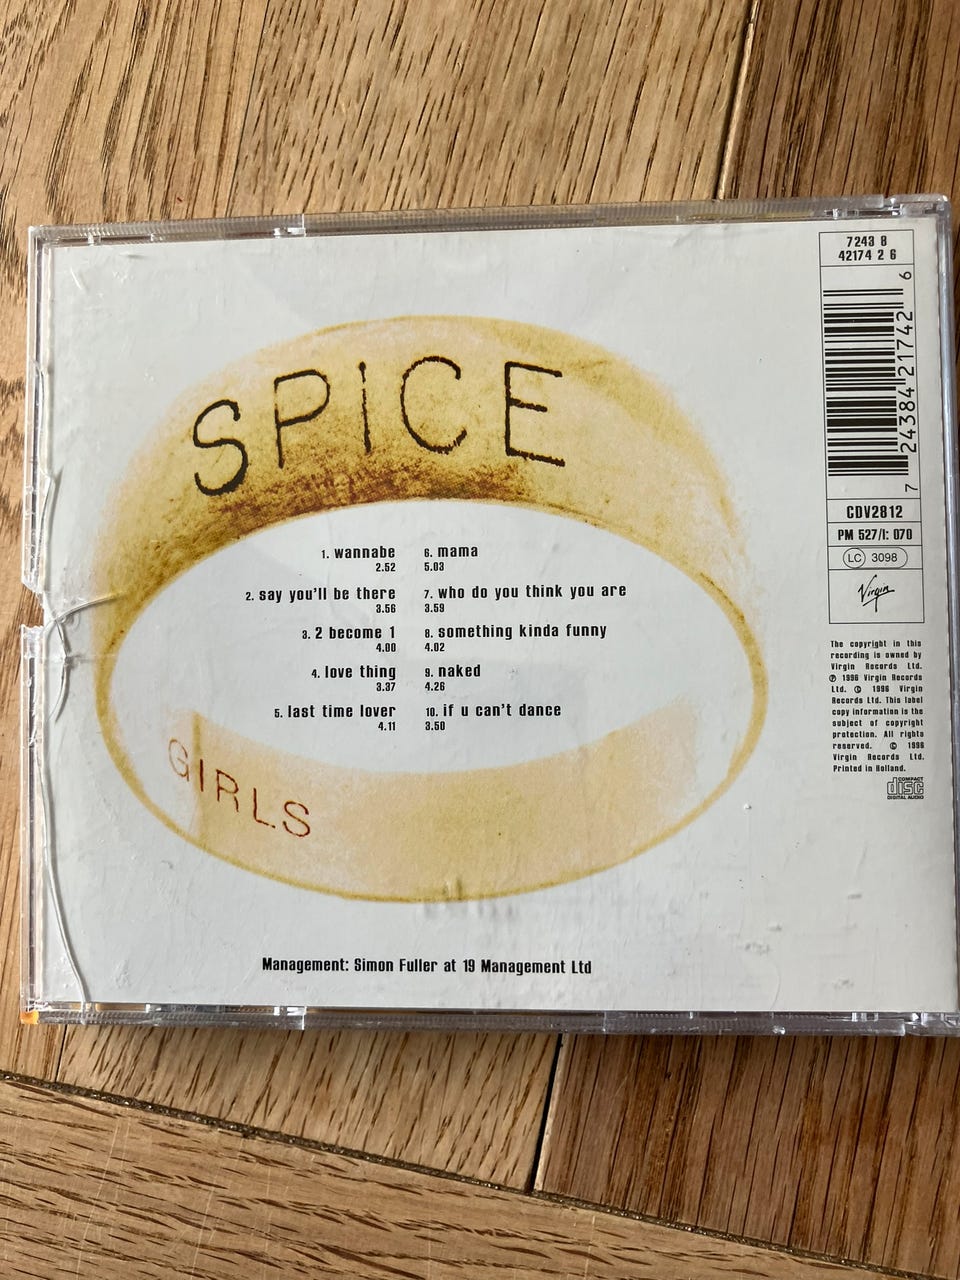 SPICE
1. wannabe
2.52
2. say you'll be there
3.56
3. 2 become 1
4.00
4. love thing
3.37
5. last time lover
4.11
6. mama
5.03
7. who do you think you are
3.59
8. something kinda funny
4.02
9. naked
4.26
10. if u can't dance
3.50
GIRLS
Management: Simon Fuller at 19 Management Ltd
7243 8
42174 2 6
7 24384 21742 6
CDV2812
PM 527/I: 070
LC 3098
Virgin
The copyright in this
recording is owned by
Virgin Records Ltd.
℗ 1996 Virgin Records
Ltd. © 1996 Virgin
Records Ltd. This label
copy information is the
subject of copyright
protection. All rights
reserved. © 1996
Virgin Records Ltd.
Printed in Holland.
COMPACT
disc
DIGITAL AUDIO